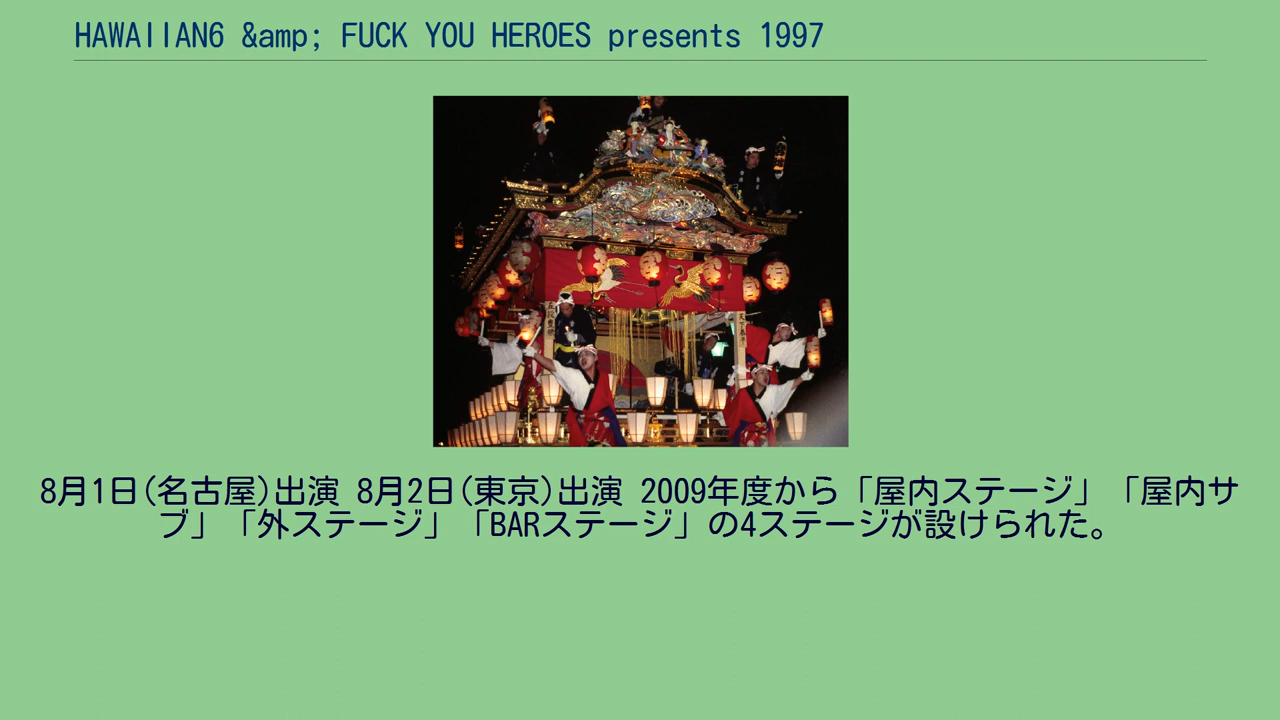 HAWAIIAN6 &amp; FUCK YOU HEROES presents 1997
8月1日(名古屋)出演 8月2日(東京)出演 2009年度から「屋内ステージ」「屋内サ
ブ」「外ステージ」「BARステージ」の4ステージが設けられた。